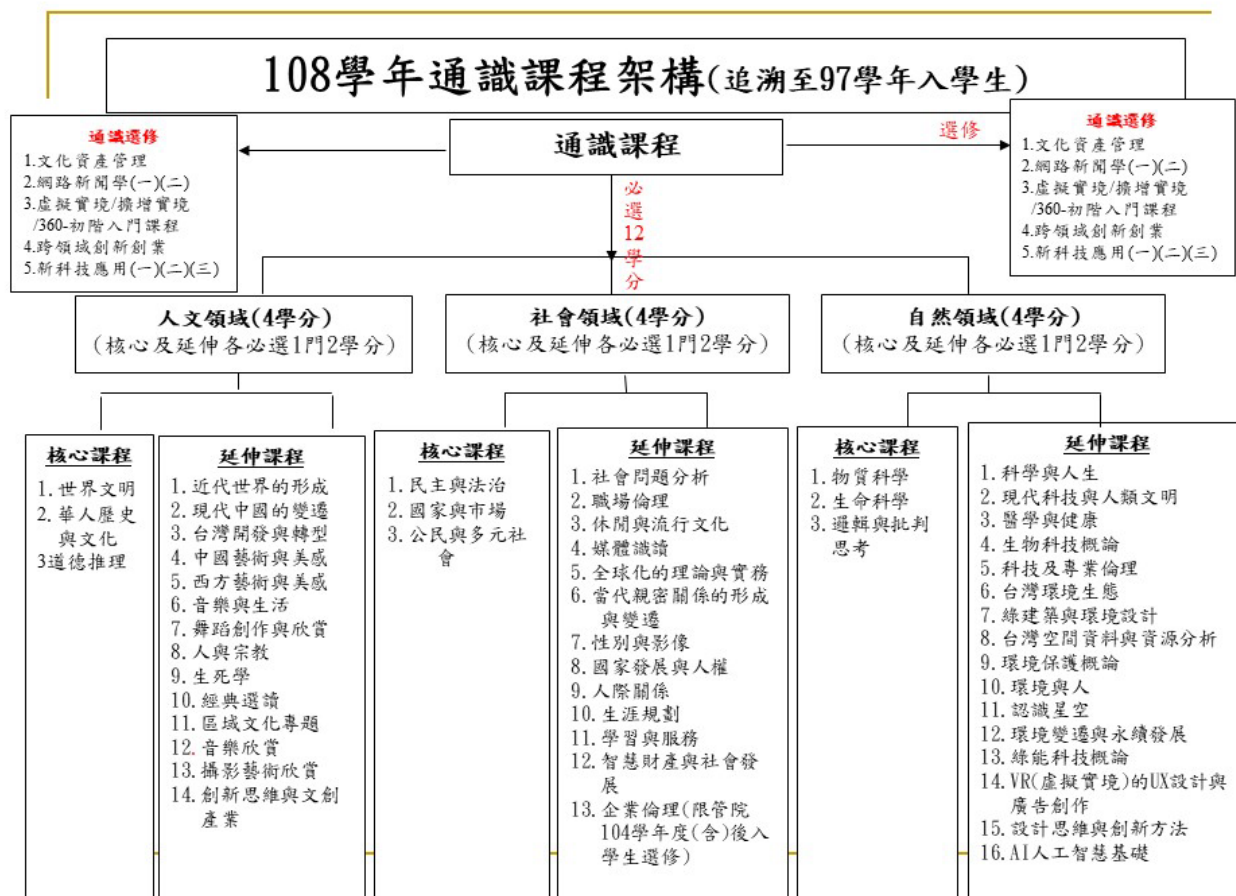 108學年通識課程架構(追溯至97學年入學生)
通識選修
1.文化資產管理
2.網路新聞學(一)(二)
3.虛擬實境/擴增實境
/360-初階入門課程
4.跨領域創新創業
5.新科技應用(一)(二)(三)
通識課程
選修
通識選修
1.文化資產管理
2.網路新聞學(一)(二)
3.虛擬實境/擴增實境
/360-初階入門課程
4.跨領域創新創業
5.新科技應用(一)(二)(三)
必
選
12
學
分
人文領域(4學分)
(核心及延伸各必選1門2學分)
社會領域(4學分)
(核心及延伸各必選1門2學分)
自然領域(4學分)
(核心及延伸各必選1門2學分)
核心課程
1.世界文明
2.華人歷史
與文化
3道德推理
延伸課程
1.近代世界的形成
2.現代中國的變遷
3.台灣開發與轉型
4.中國藝術與美感
5.西方藝術與美感
6.音樂與生活
7.舞蹈創作與欣賞
8.人與宗教
9.生死學
10.經典選讀
11.區域文化專題
12.音樂欣賞
13.攝影藝術欣賞
14.創新思維與文創
產業
核心課程
1.民主與法治
2.國家與市場
3.公民與多元社
會
延伸課程
1.社會問題分析
2.職場倫理
3.休閒與流行文化
4.媒體識讀
5.全球化的理論與實務
6.當代親密關係的形成
與變遷
7.性別與影像
8.國家發展與人權
9.人際關係
10.生涯規劃
11.學習與服務
12.智慧財產與社會發
展
13.企業倫理(限管院
104學年度(含)後入
學生選修)
核心課程
1.物質科學
2.生命科學
3.邏輯與批判
思考
延伸課程
1.科學與人生
2.現代科技與人類文明
3.醫學與健康
4.生物科技概論
5.科技及專業倫理
6.台灣環境生態
7.綠建築與環境設計
8.台灣空間資料與資源分析
9.環境保護概論
10.環境與人
11.認識星空
12.環境變遷與永續發展
13.綠能科技概論
14.VR(虛擬實境)的UX設計與
廣告創作
15.設計思維與創新方法
16.AI人工智慧基礎